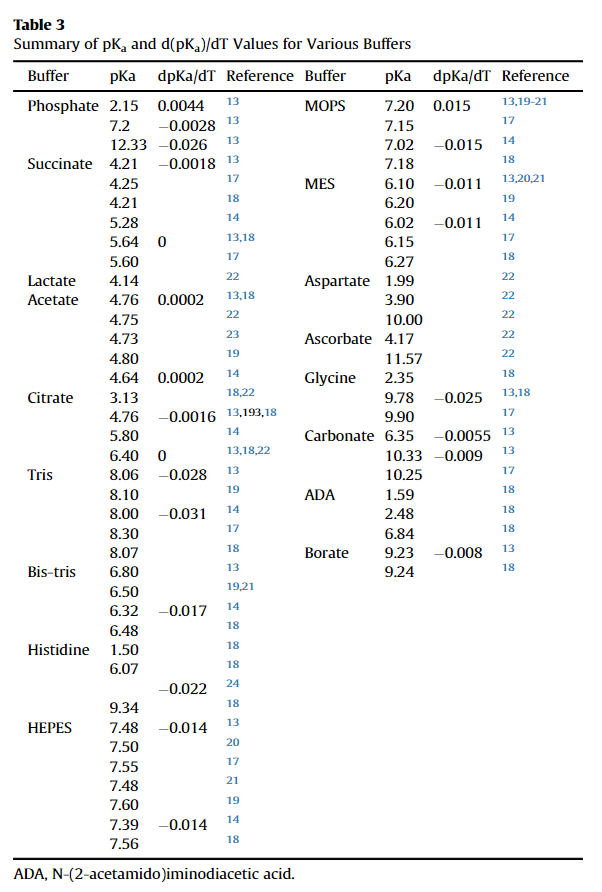 Table 3
Summary of pKa and d(pKa)/dT Values for Various Buffers
Buffer pKa dpKa/dT Reference Buffer pKa dpKa/dT Reference
Phosphate 2.15 0.0044 13 MOPS 7.20 0.015 13,19-21
7.2 −0.0028 13 7.15 17
12.33 −0.026 13 7.02 −0.015 14
Succinate 4.21 −0.0018 13 7.18 18
4.25 17 MES 6.10 −0.011 13,20,21
4.21 18 6.20 19
5.28 14 6.02 −0.011 14
5.64 0 13,18 6.15 17
5.60 17 6.27 18
Lactate 4.14 22 Aspartate 1.99 22
Acetate 4.76 0.0002 13,18 3.90 22
4.75 22 10.00 22
4.73 23 Ascorbate 4.17 22
4.80 19 11.57 22
4.64 0.0002 14 Glycine 2.35 18
Citrate 3.13 18,22 9.78 −0.025 13,18
4.76 −0.0016 13,193,18 9.90 17
5.80 14 Carbonate 6.35 −0.0055 13
6.40 0 13,18,22 10.33 −0.009 13
Tris 8.06 −0.028 13 10.25 17
8.10 19 ADA 1.59 18
8.00 −0.031 14 2.48 18
8.30 17 6.84 18
8.07 18 Borate 9.23 −0.008 13
Bis-tris 6.80 13 9.24 18
6.50 19,21
6.32 −0.017 14
6.48 18
Histidine 1.50 18
6.07 18
−0.022 24
9.34 18
HEPES 7.48 −0.014 13
7.50 20
7.55 17
7.48 21
7.60 19
7.39 −0.014 14
7.56 18
ADA, N-(2-acetamido)iminodiacetic acid.